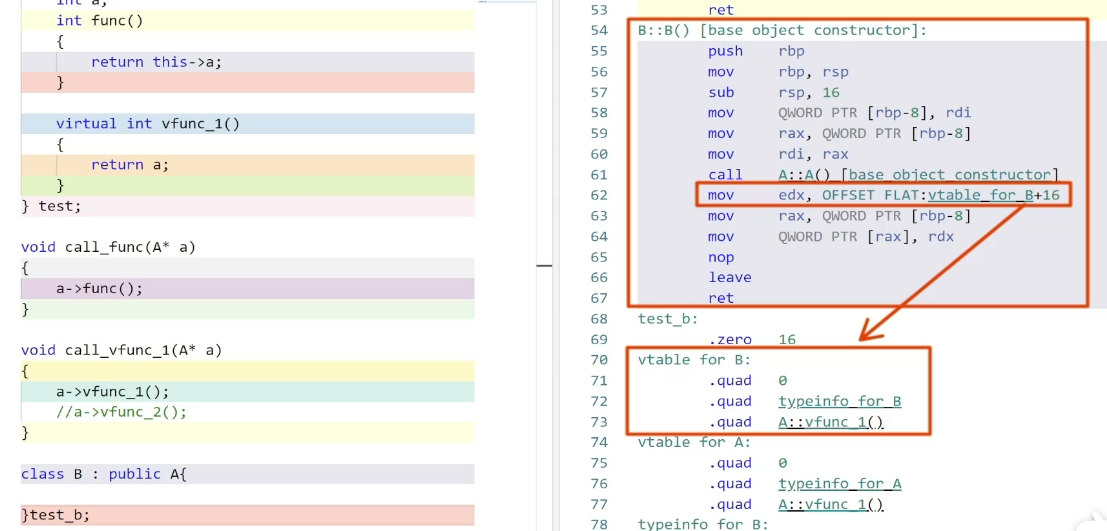 int a;
int func()
{
return this->a;
}
virtual int vfunc_1()
{
return a;
}
} test;
void call_func(A* a)
{
a->func();
}
void call_vfunc_1(A* a)
{
a->vfunc_1();
//a->vfunc_2();
}
class B : public A{
}test_b;
53 ret
54 B::B() [base object constructor]:
55 push rbp
56 mov rbp, rsp
57 sub rsp, 16
58 mov QWORD PTR [rbp-8], rdi
59 mov rax, QWORD PTR [rbp-8]
60 mov rdi, rax
61 call A::A() [base object constructor]
62 mov edx, OFFSET FLAT:vtable for B+16
63 mov rax, QWORD PTR [rbp-8]
64 mov QWORD PTR [rax], rdx
65 nop
66 leave
67 ret
68 test_b:
69 .zero 16
70 vtable for B:
71 .quad 0
72 .quad typeinfo for B
73 .quad A::vfunc_1()
74 vtable for A:
75 .quad 0
76 .quad typeinfo for A
77 .quad A::vfunc_1()
78 typeinfo for B: